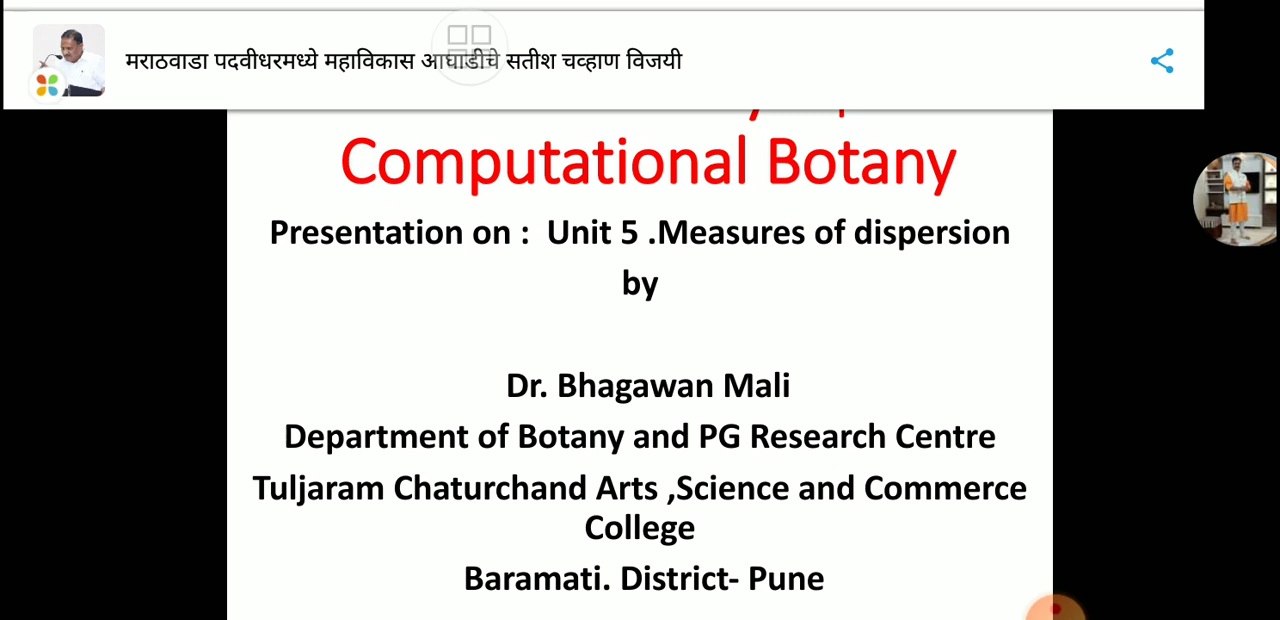 मराठवाडा पदवीधरमध्ये महाविकास आघाडीचे सतीश चव्हाण विजयी
Computational Botany
Presentation on : Unit 5 .Measures of dispersion
by
Dr. Bhagawan Mali
Department of Botany and PG Research Centre
Tuljaram Chaturchand Arts ,Science and Commerce
College
Baramati. District- Pune